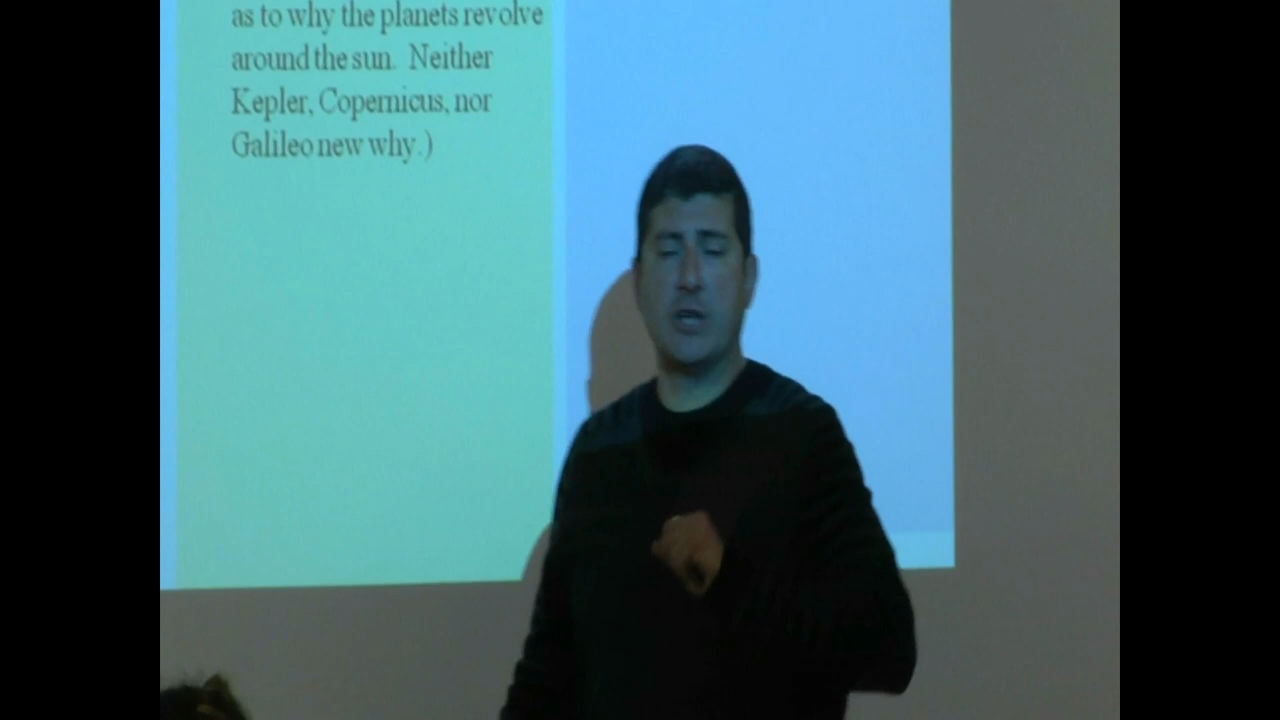 as to why the planets revolve
around the sun. Neither
Kepler, Copernicus, nor
Galileo new why.)